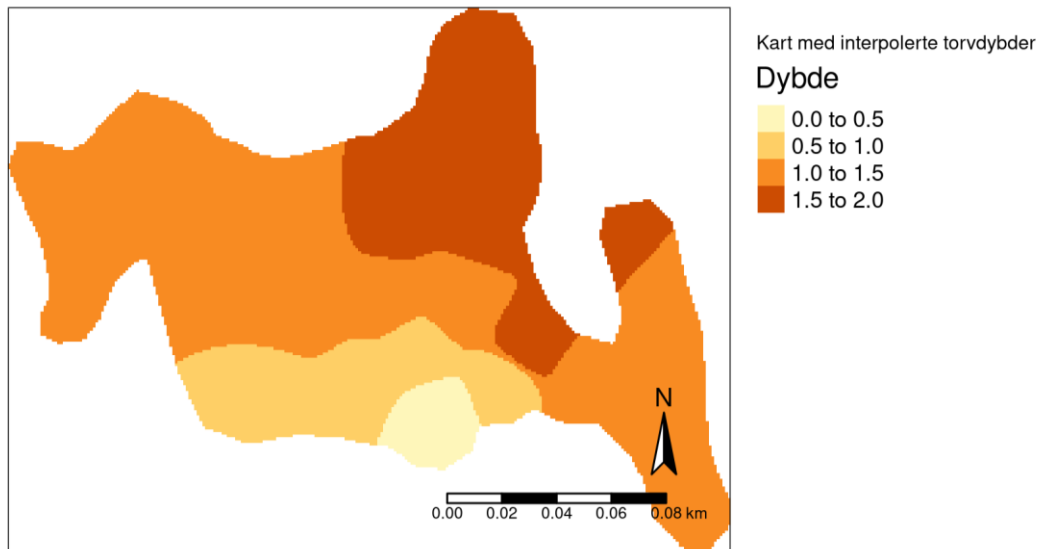 Kart med interpolerte torvdybder
Dybde
0.0 to 0.5
0.5 to 1.0
1.0 to 1.5
1.5 to 2.0
N
0.00 0.02 0.04 0.06 0.08 km